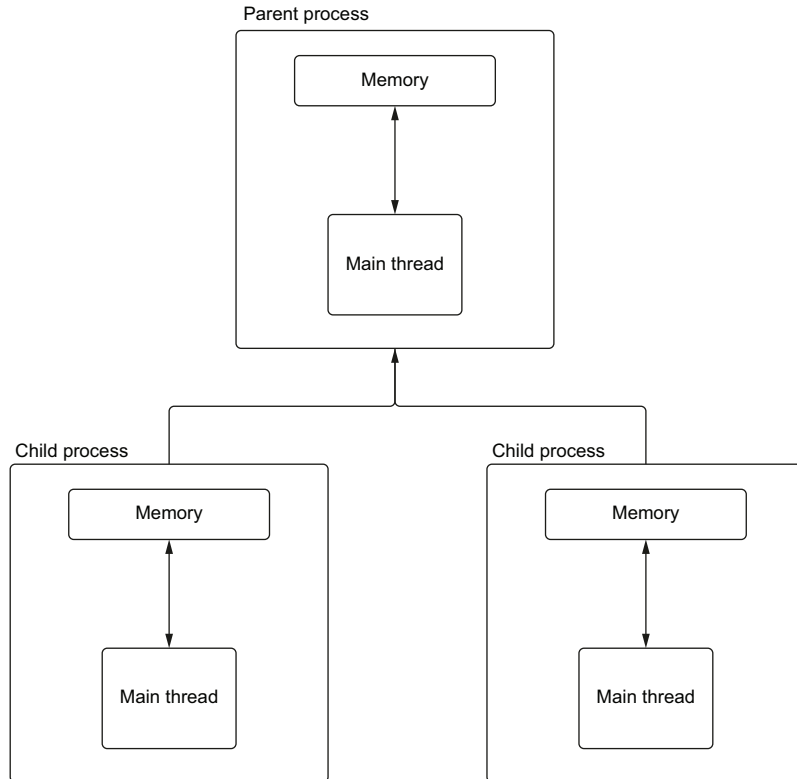 Parent process
Memory
Main thread
Child process
Child process
Memory
Memory
Main thread
Main thread